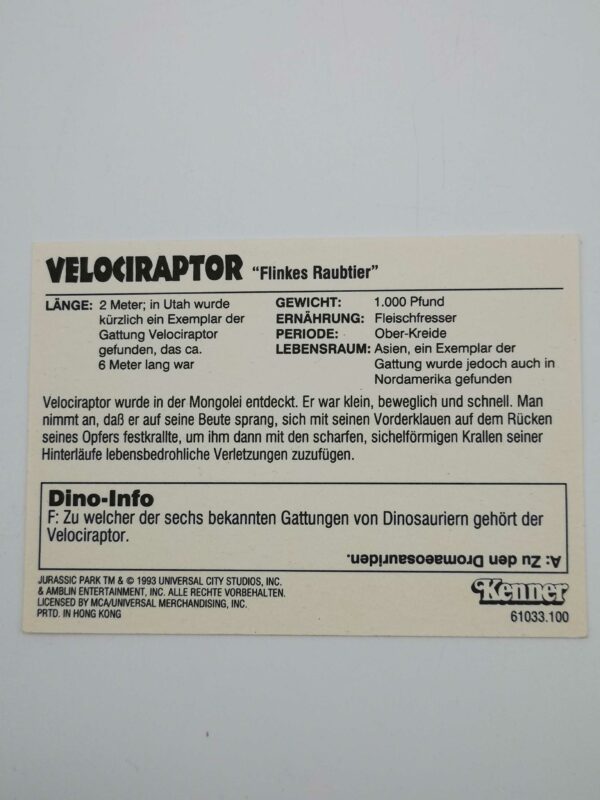 VELOCIRAPTOR "Flinkes Raubtier"
LÄNGE: 2 Meter; in Utah wurde
kürzlich ein Exemplar der
Gattung Velociraptor
gefunden, das ca.
6 Meter lang war
GEWICHT: 1.000 Pfund
ERNÄHRUNG: Fleischfresser
PERIODE: Ober-Kreide
LEBENSRAUM: Asien, ein Exemplar der
Gattung wurde jedoch auch in
Nordamerika gefunden
Velociraptor wurde in der Mongolei entdeckt. Er war klein, beweglich und schnell. Man
nimmt an, daß er auf seine Beute sprang, sich mit seinen Vorderklauen auf dem Rücken
seines Opfers festkrallte, um ihm dann mit den scharfen, sichelförmigen Krallen seiner
Hinterläufe lebensbedrohliche Verletzungen zuzufügen.
Dino-Info
F: Zu welcher der sechs bekannten Gattungen von Dinosauriern gehört der
Velociraptor.
A: Zu den Dromaeosauriden.
JURASSIC PARK TM & © 1993 UNIVERSAL CITY STUDIOS, INC.
& AMBLIN ENTERTAINMENT, INC. ALLE RECHTE VORBEHALTEN.
LICENSED BY MCA/UNIVERSAL MERCHANDISING, INC.
PRTD. IN HONG KONG
Kenner
61033.100